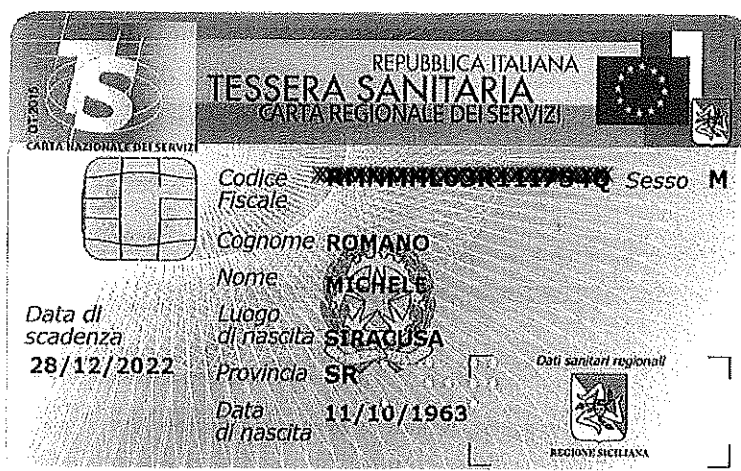 TS
DT-2015
CARTA NAZIONALE DEI SERVIZI
REPUBBLICA ITALIANA
TESSERA SANITARIA
CARTA REGIONALE DEI SERVIZI
Codice Fiscale
Sesso M
Cognome ROMANO
Nome MICHELE
Luogo di nascita SIRACUSA
Provincia SR
Data di nascita 11/10/1963
Data di scadenza
28/12/2022
Dati sanitari regionali
REGIONE SICILIANA